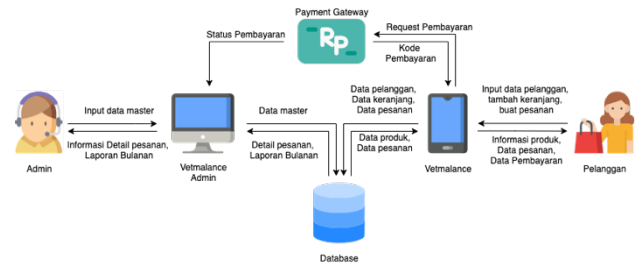 Payment Gateway
RP
Status Pembayaran
Request Pembayaran
Kode
Pembayaran
Input data master
Informasi Detail pesanan,
Laporan Bulanan
Admin
Vetmalance
Admin
Data master
Detail pesanan,
Laporan Bulanan
Data pelanggan,
Data keranjang,
Data pesanan
Data produk,
Data pesanan
Vetmalance
Input data pelanggan,
tambah keranjang,
buat pesanan
Informasi produk,
Data pesanan,
Data Pembayaran
Pelanggan
Database